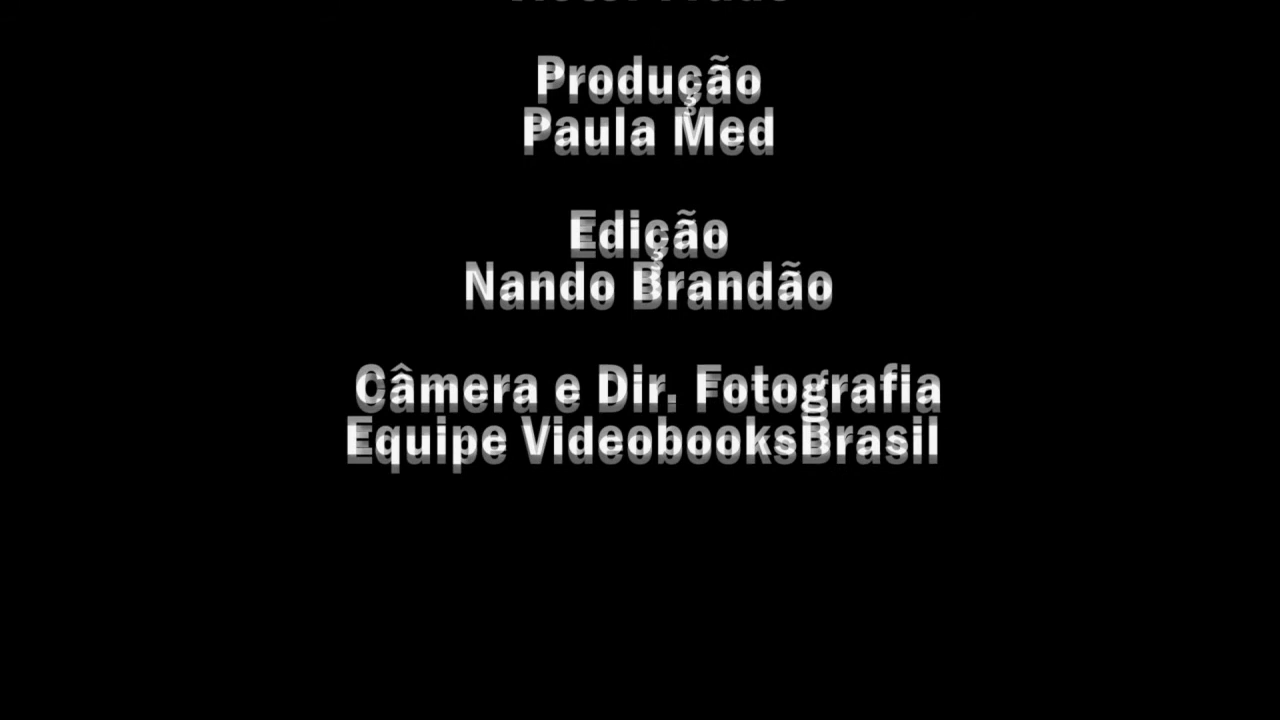 Produção
Paula Med
Edição
Nando Brandão
Câmera e Dir. Fotografia
Equipe VideobooksBrasil